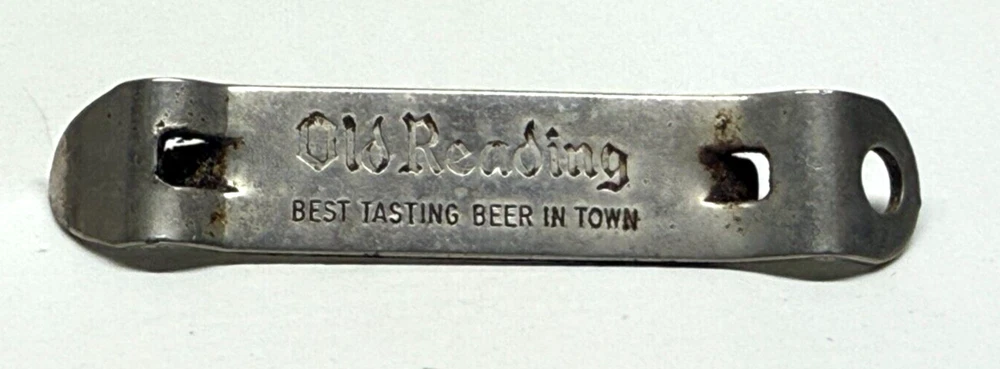 Old Reading
BEST TASTING BEER IN TOWN